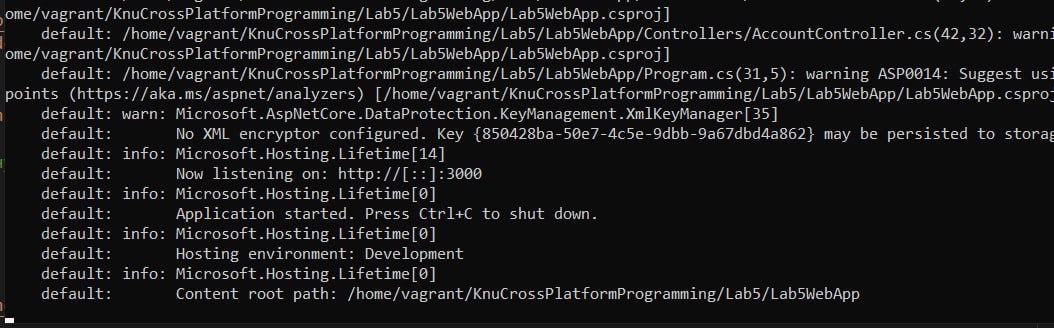 ome/vagrant/KnuCrossPlatformProgramming/Lab5/Lab5WebApp/Lab5WebApp.csproj]
default: /home/vagrant/KnuCrossPlatformProgramming/Lab5/Lab5WebApp/Controllers/AccountController.cs(42,32): warni
ome/vagrant/KnuCrossPlatformProgramming/Lab5/Lab5WebApp/Lab5WebApp.csproj]
default: /home/vagrant/KnuCrossPlatformProgramming/Lab5/Lab5WebApp/Program.cs(31,5): warning ASP0014: Suggest usi
points (https://aka.ms/aspnet/analyzers) [/home/vagrant/KnuCrossPlatformProgramming/Lab5/Lab5WebApp/Lab5WebApp.csproj
default: warn: Microsoft.AspNetCore.DataProtection.KeyManagement.XmlKeyManager[35]
default: No XML encryptor configured. Key {850428ba-50e7-4c5e-9dbb-9a67dbd4a862} may be persisted to storag
default: info: Microsoft.Hosting.Lifetime[14]
default: Now listening on: http://[::]:3000
default: info: Microsoft.Hosting.Lifetime[0]
default: Application started. Press Ctrl+C to shut down.
default: info: Microsoft.Hosting.Lifetime[0]
default: Hosting environment: Development
default: info: Microsoft.Hosting.Lifetime[0]
default: Content root path: /home/vagrant/KnuCrossPlatformProgramming/Lab5/Lab5WebApp